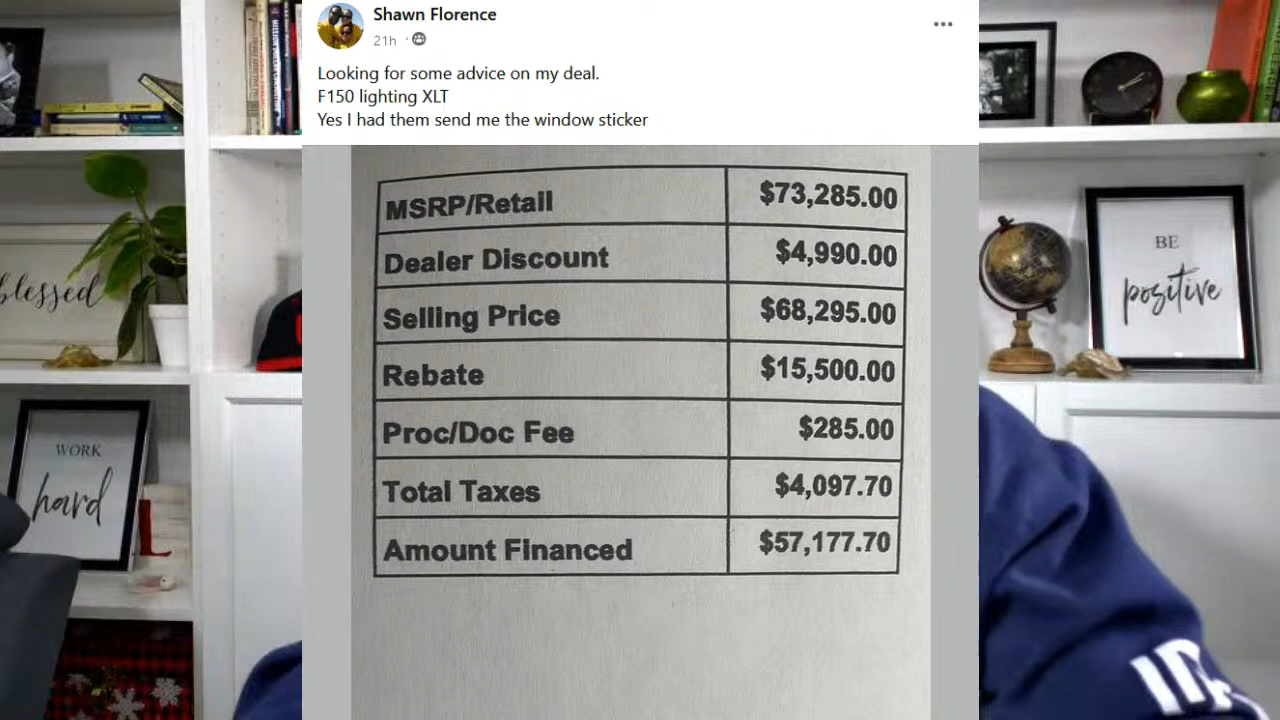 Shawn Florence
21h ·
Looking for some advice on my deal.
F150 lighting XLT
Yes I had them send me the window sticker
MSRP/Retail $73,285.00
Dealer Discount $4,990.00
Selling Price $68,295.00
Rebate $15,500.00
Proc/Doc Fee $285.00
Total Taxes $4,097.70
Amount Financed $57,177.70
blessed
WORK
hard
BE
positive